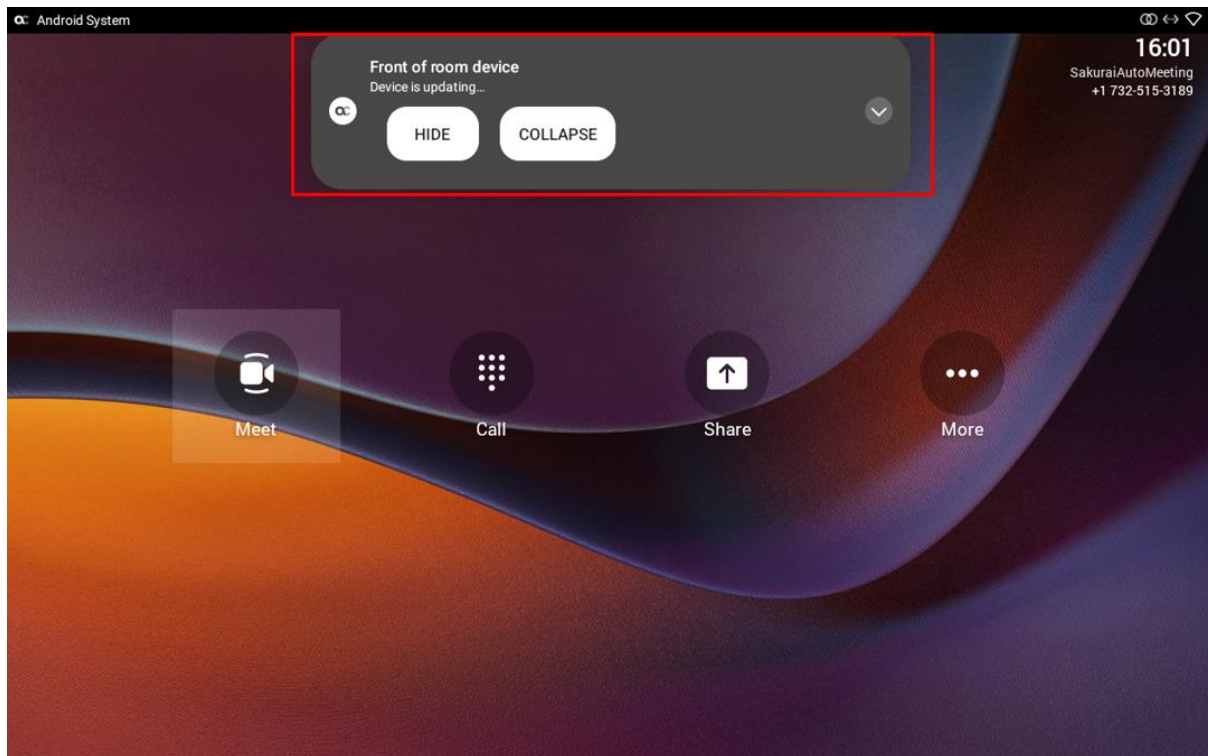 Android System
16:01
SakuraiAutoMeeting
+1 732-515-3189
Front of room device
Device is updating...
HIDE COLLAPSE
Meet Call Share More